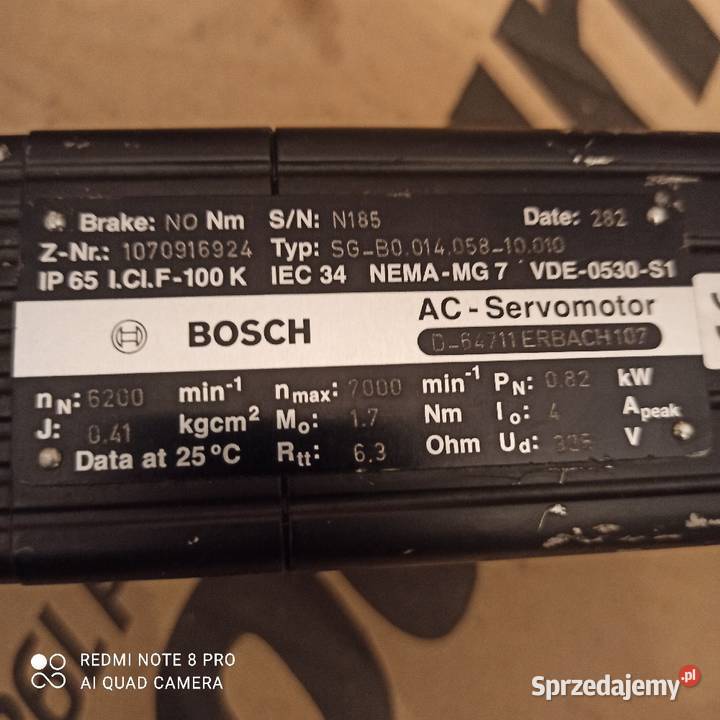 Brake: NO Nm S/N: N185 Date: 282
Z-Nr.: 1070916924 Typ: SG-B0.014.058-10.010
IP 65 I.Cl.F-100 K IEC 34 NEMA-MG 7 VDE-0530-S1
BOSCH AC-Servomotor
D-64711 ERBACH 107
nN: 6200 min-1 nmax: 7000 min-1 PN: 0.82 kW
J: 0.41 kgcm2 Mo: 1.7 Nm Io: 4 Apeak
Data at 25°C Rtt: 6.3 Ohm Ud: V
REDMI NOTE 8 PRO
AI QUAD CAMERA
Sprzedajemy.pl